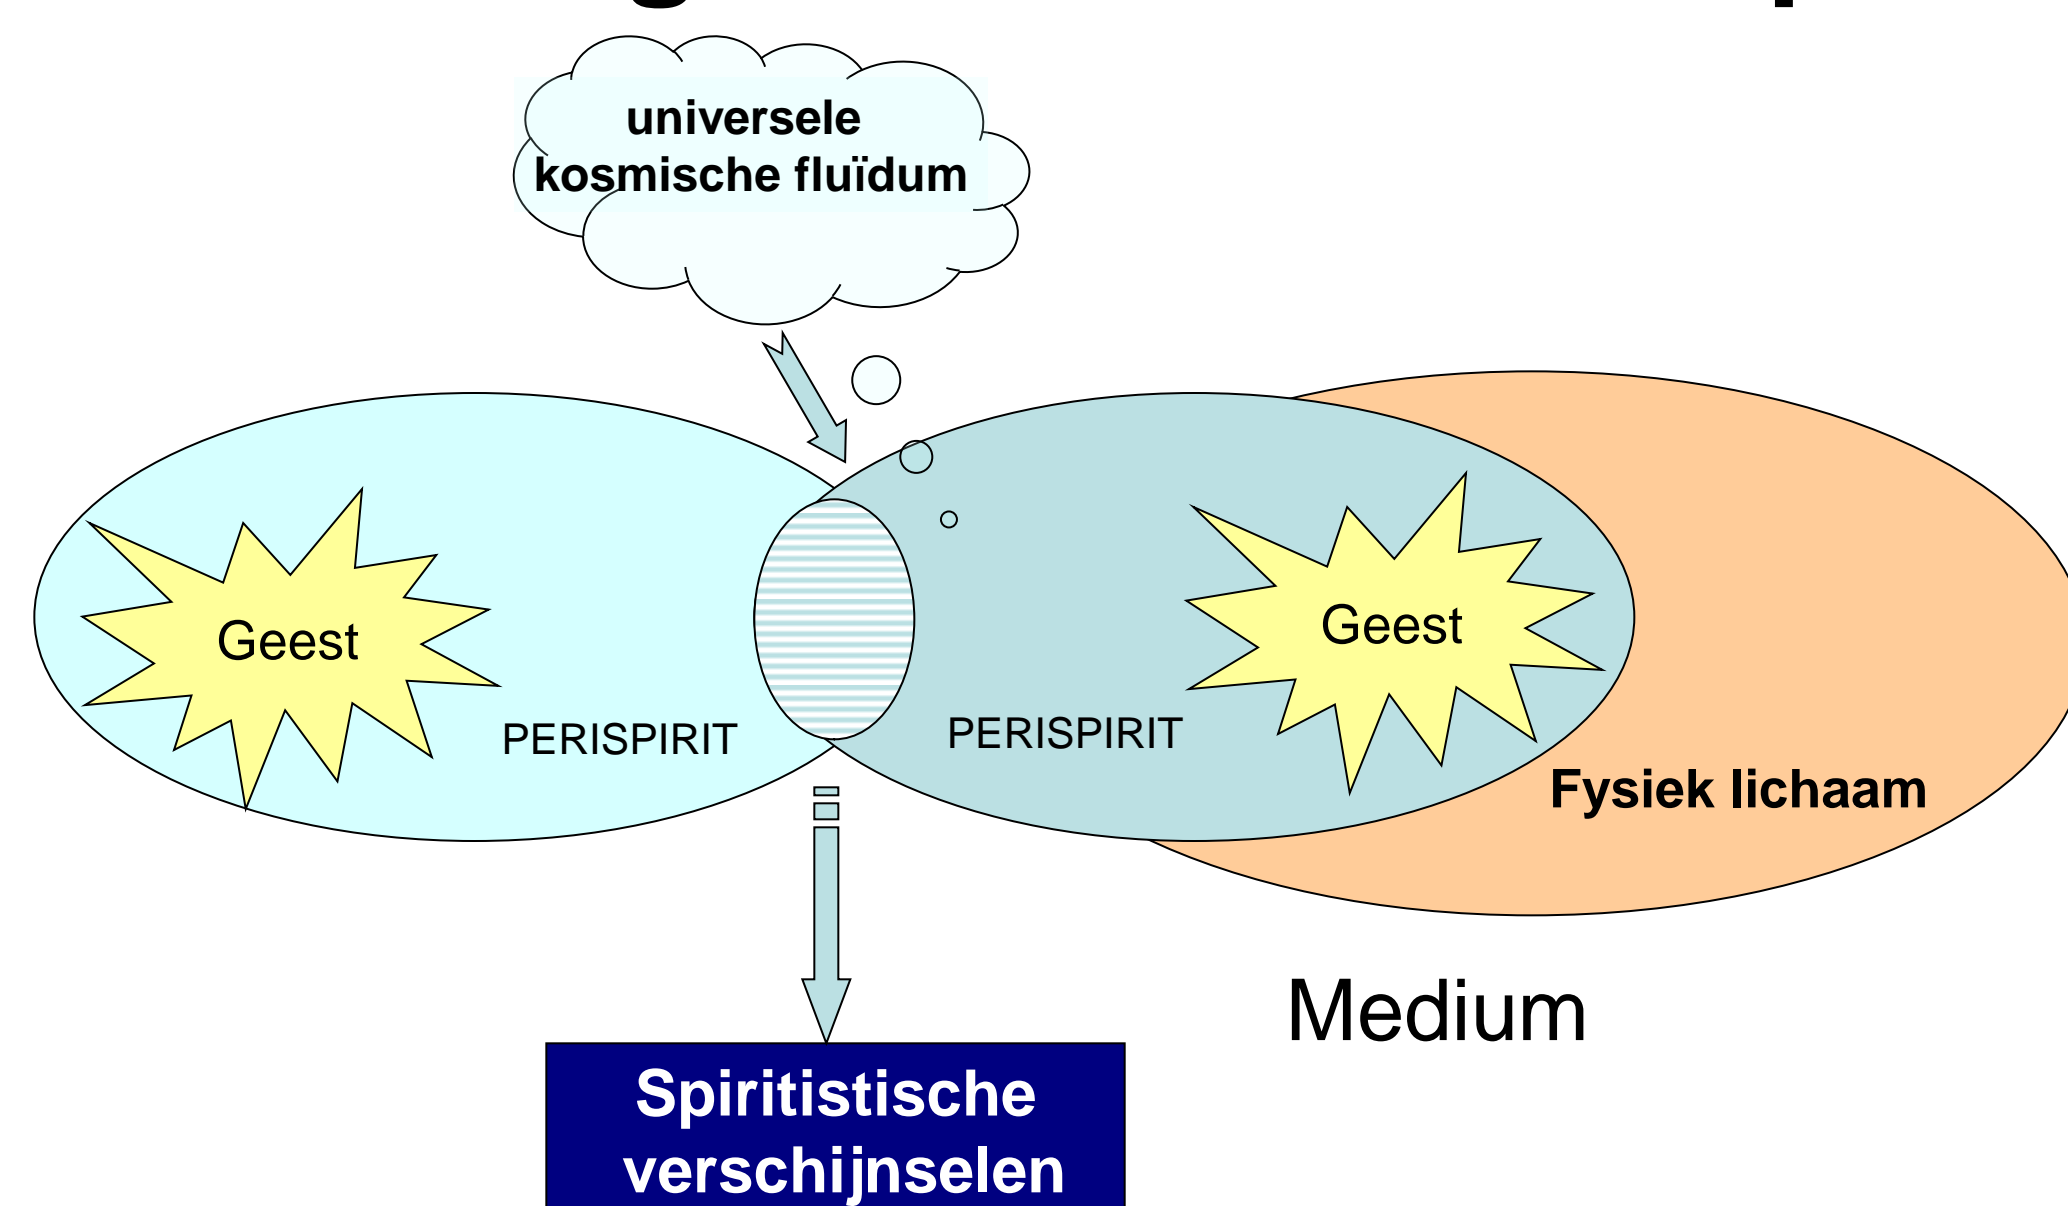 universele
kosmische fluïdum
Geest
Geest
PERISPIRIT
PERISPIRIT
Fysiek lichaam
Medium
Spiritistische
verschijnselen